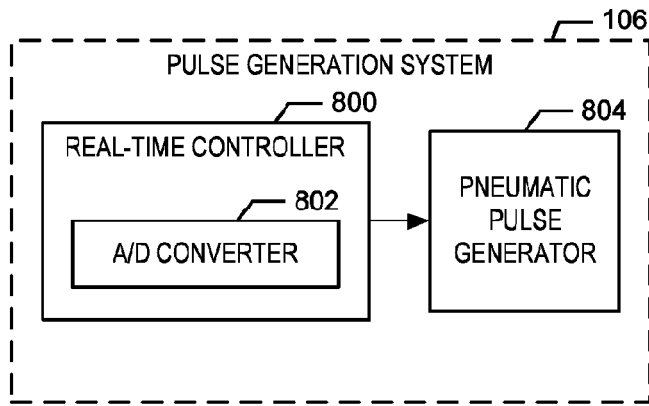 106
PULSE GENERATION SYSTEM
800
REAL-TIME CONTROLLER
802
A/D CONVERTER
804
PNEUMATIC
PULSE
GENERATOR